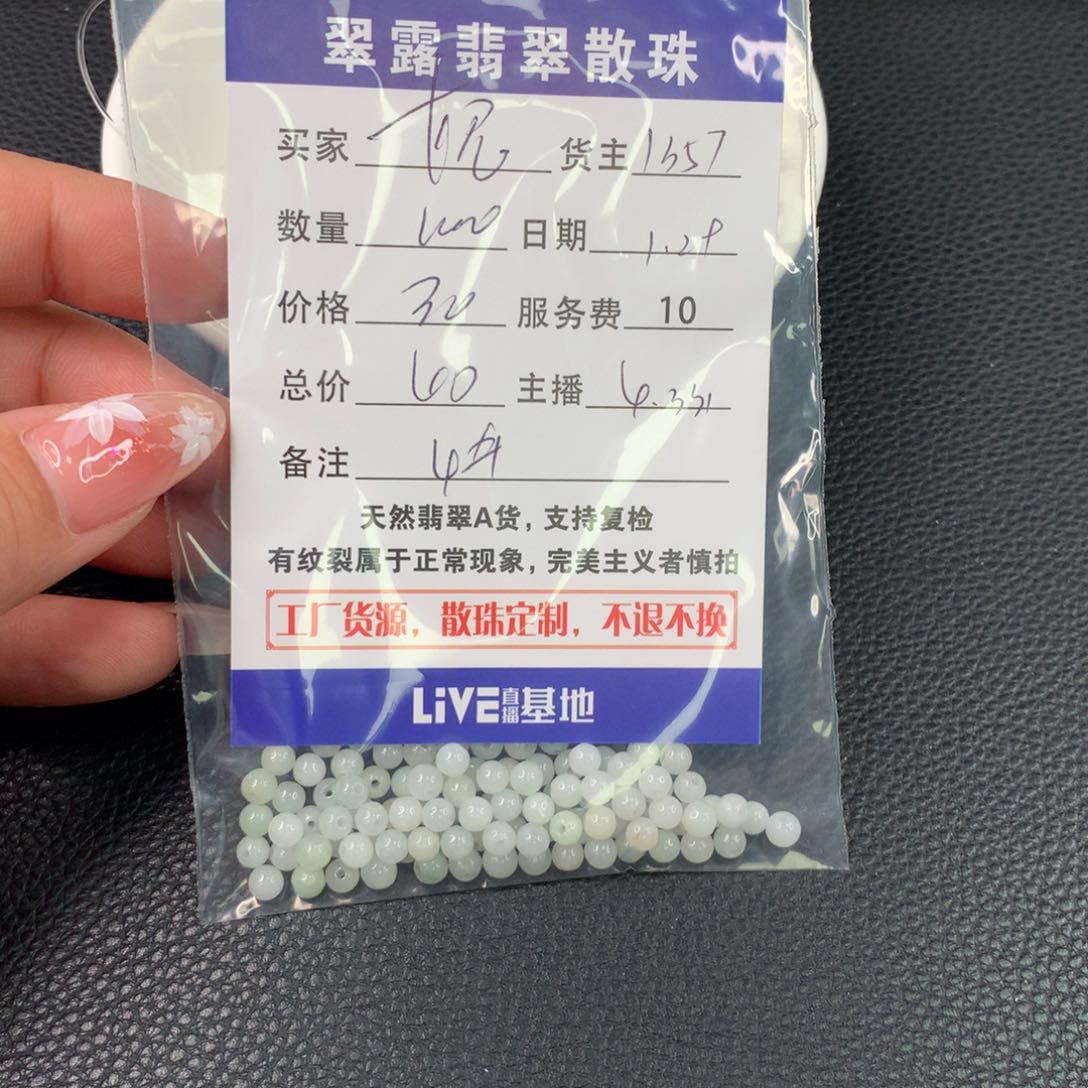 翠露翡翠散珠
买家 货主 1357
数量 100 日期 1.29
价格 30 服务费 10
总价 主播
备注
天然翡翠A货，支持复检
有纹裂属于正常现象，完美主义者慎拍
工厂货源，散珠定制，不退不换
LiVE直播基地